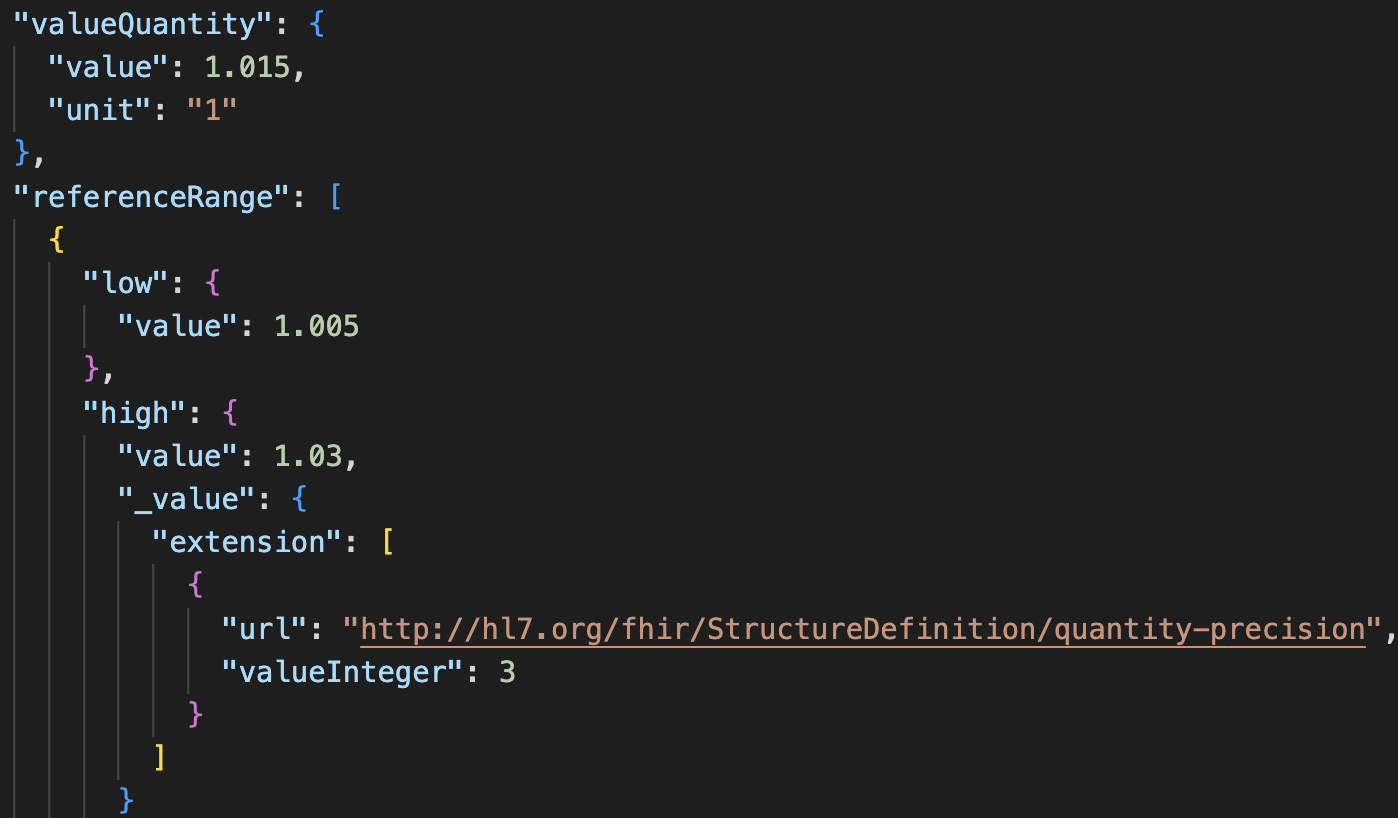 "valueQuantity": {
"value": 1.015,
"unit": "1"
},
"referenceRange": [
{
"low": {
"value": 1.005
},
"high": {
"value": 1.03,
"_value": {
"extension": [
{
"url": "http://hl7.org/fhir/StructureDefinition/quantity-precision",
"valueInteger": 3
}
]
}